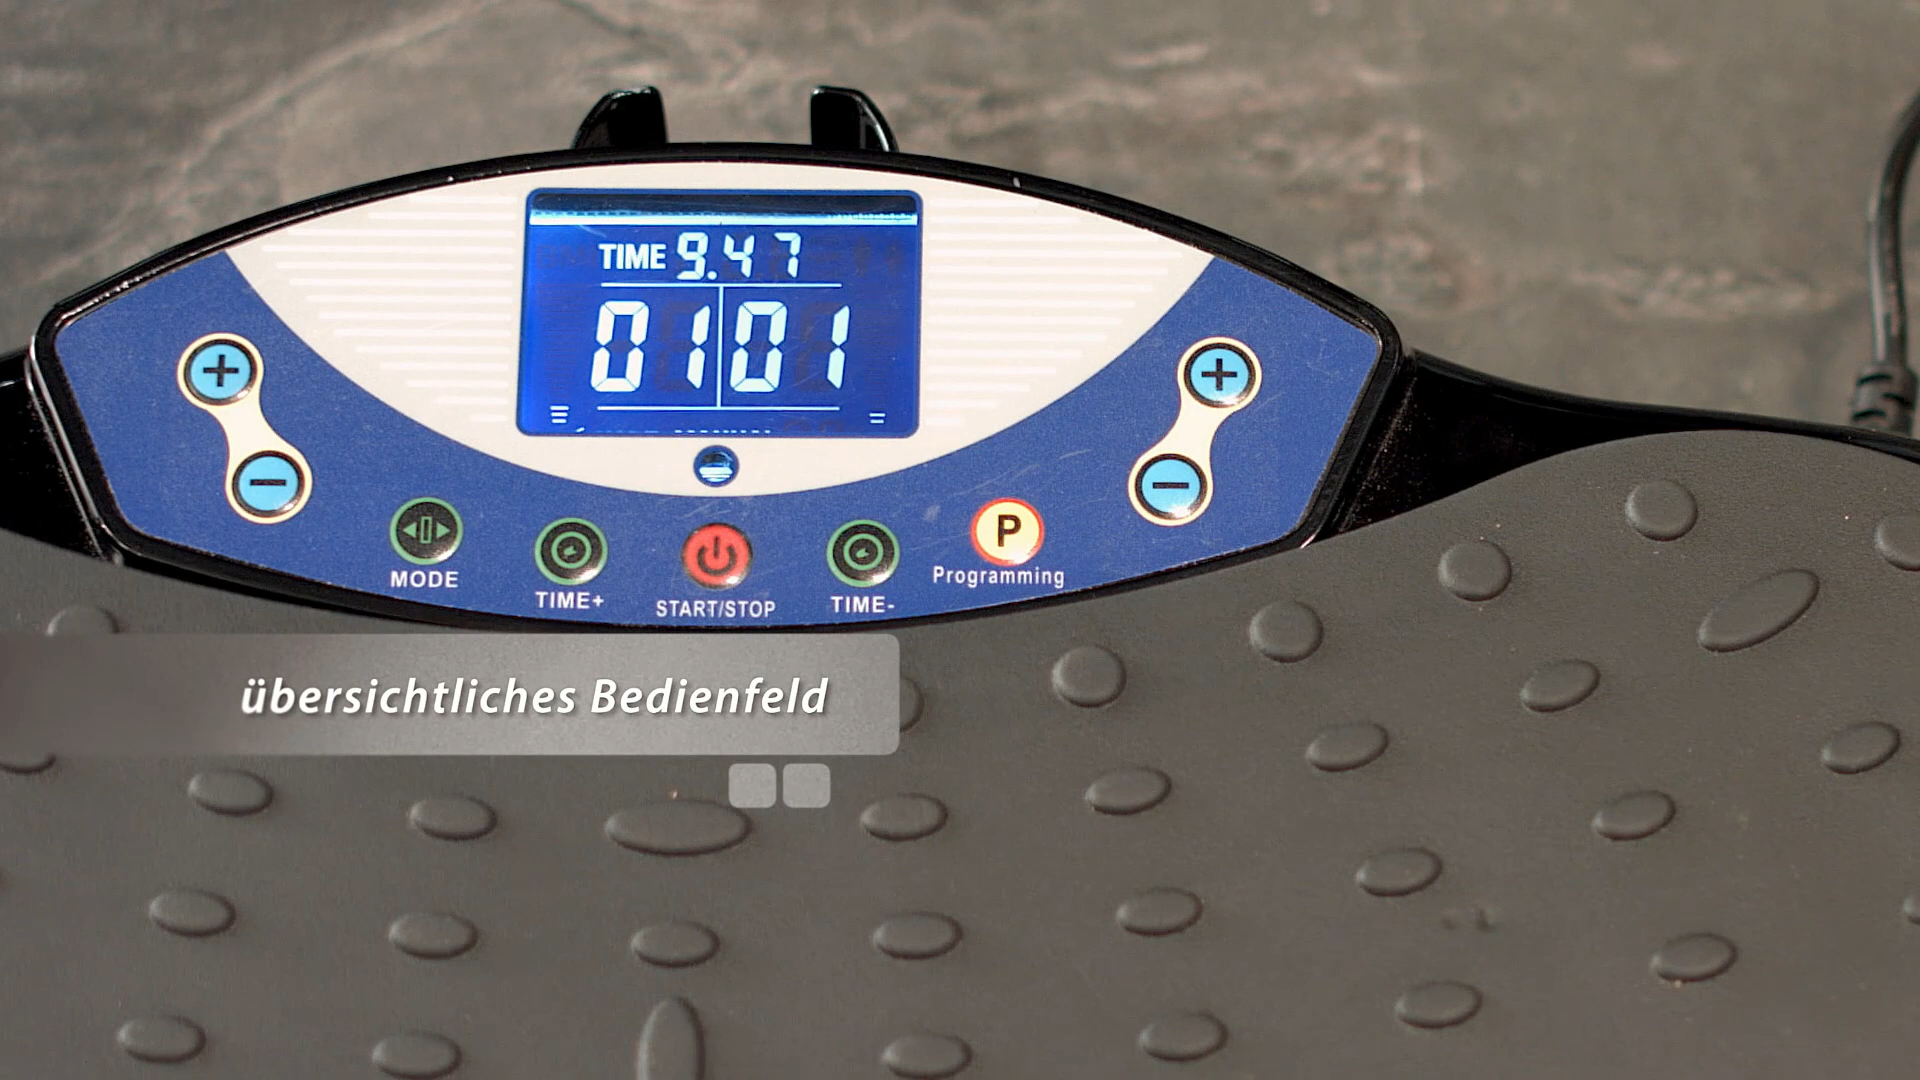 TIME 9.47
01 01
+ +
- -
P
MODE
TIME+
START/STOP
TIME-
Programming
übersichtliches Bedienfeld